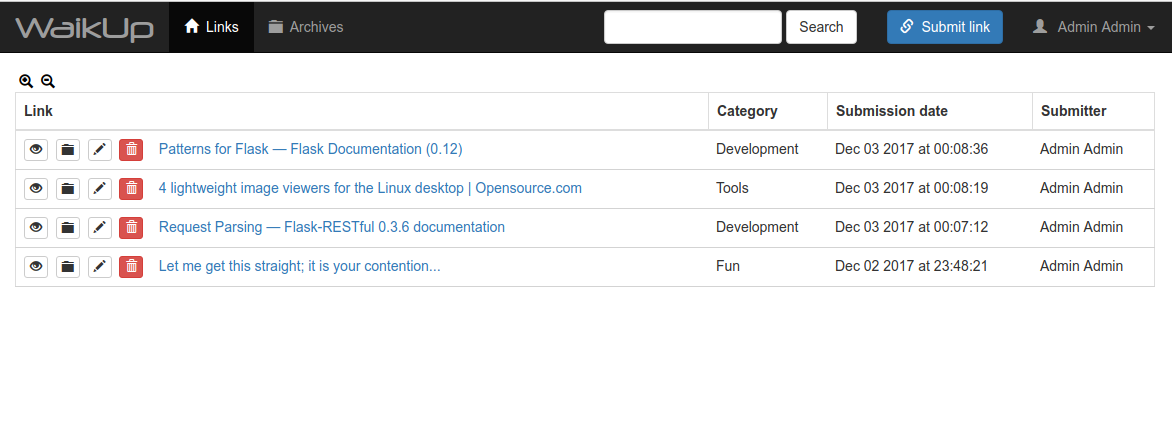 WaikUp Links Archives Search Submit link Admin Admin
Link Category Submission date Submitter
Patterns for Flask — Flask Documentation (0.12) Development Dec 03 2017 at 00:08:36 Admin Admin
4 lightweight image viewers for the Linux desktop | Opensource.com Tools Dec 03 2017 at 00:08:19 Admin Admin
Request Parsing — Flask-RESTful 0.3.6 documentation Development Dec 03 2017 at 00:07:12 Admin Admin
Let me get this straight; it is your contention... Fun Dec 02 2017 at 23:48:21 Admin Admin